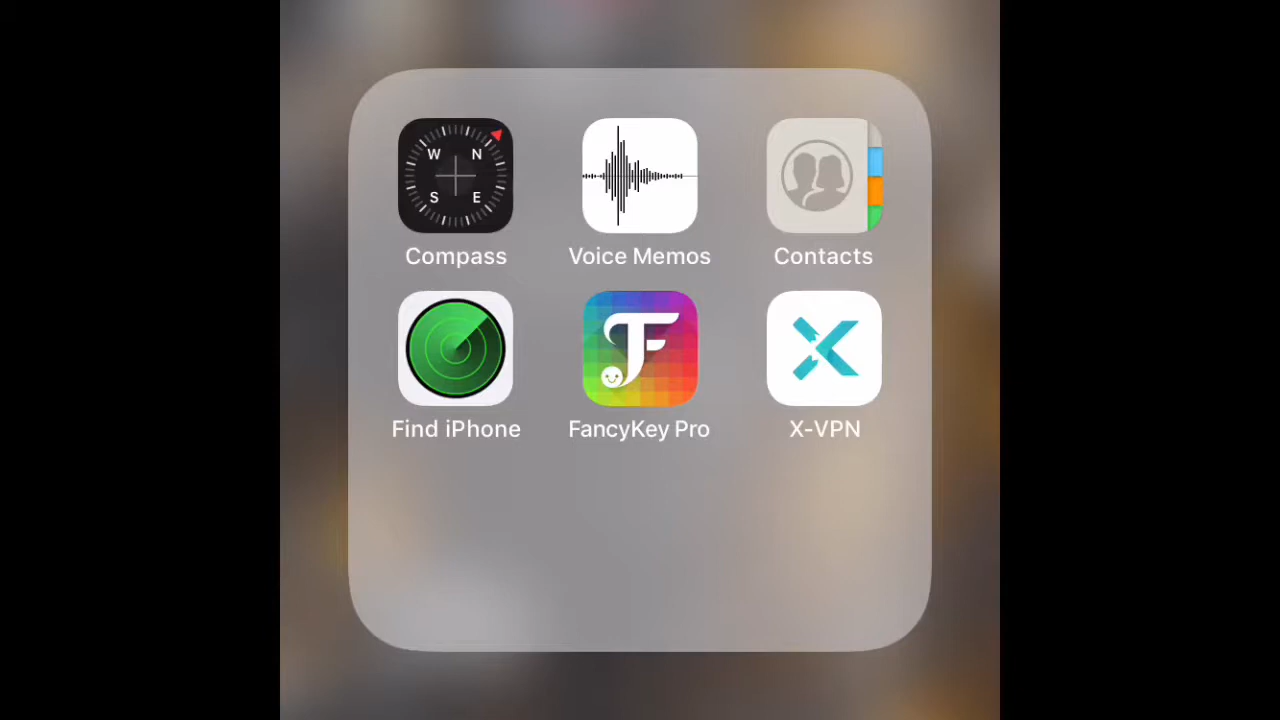 W N
S E
Compass Voice Memos Contacts
F
Find iPhone FancyKey Pro X-VPN